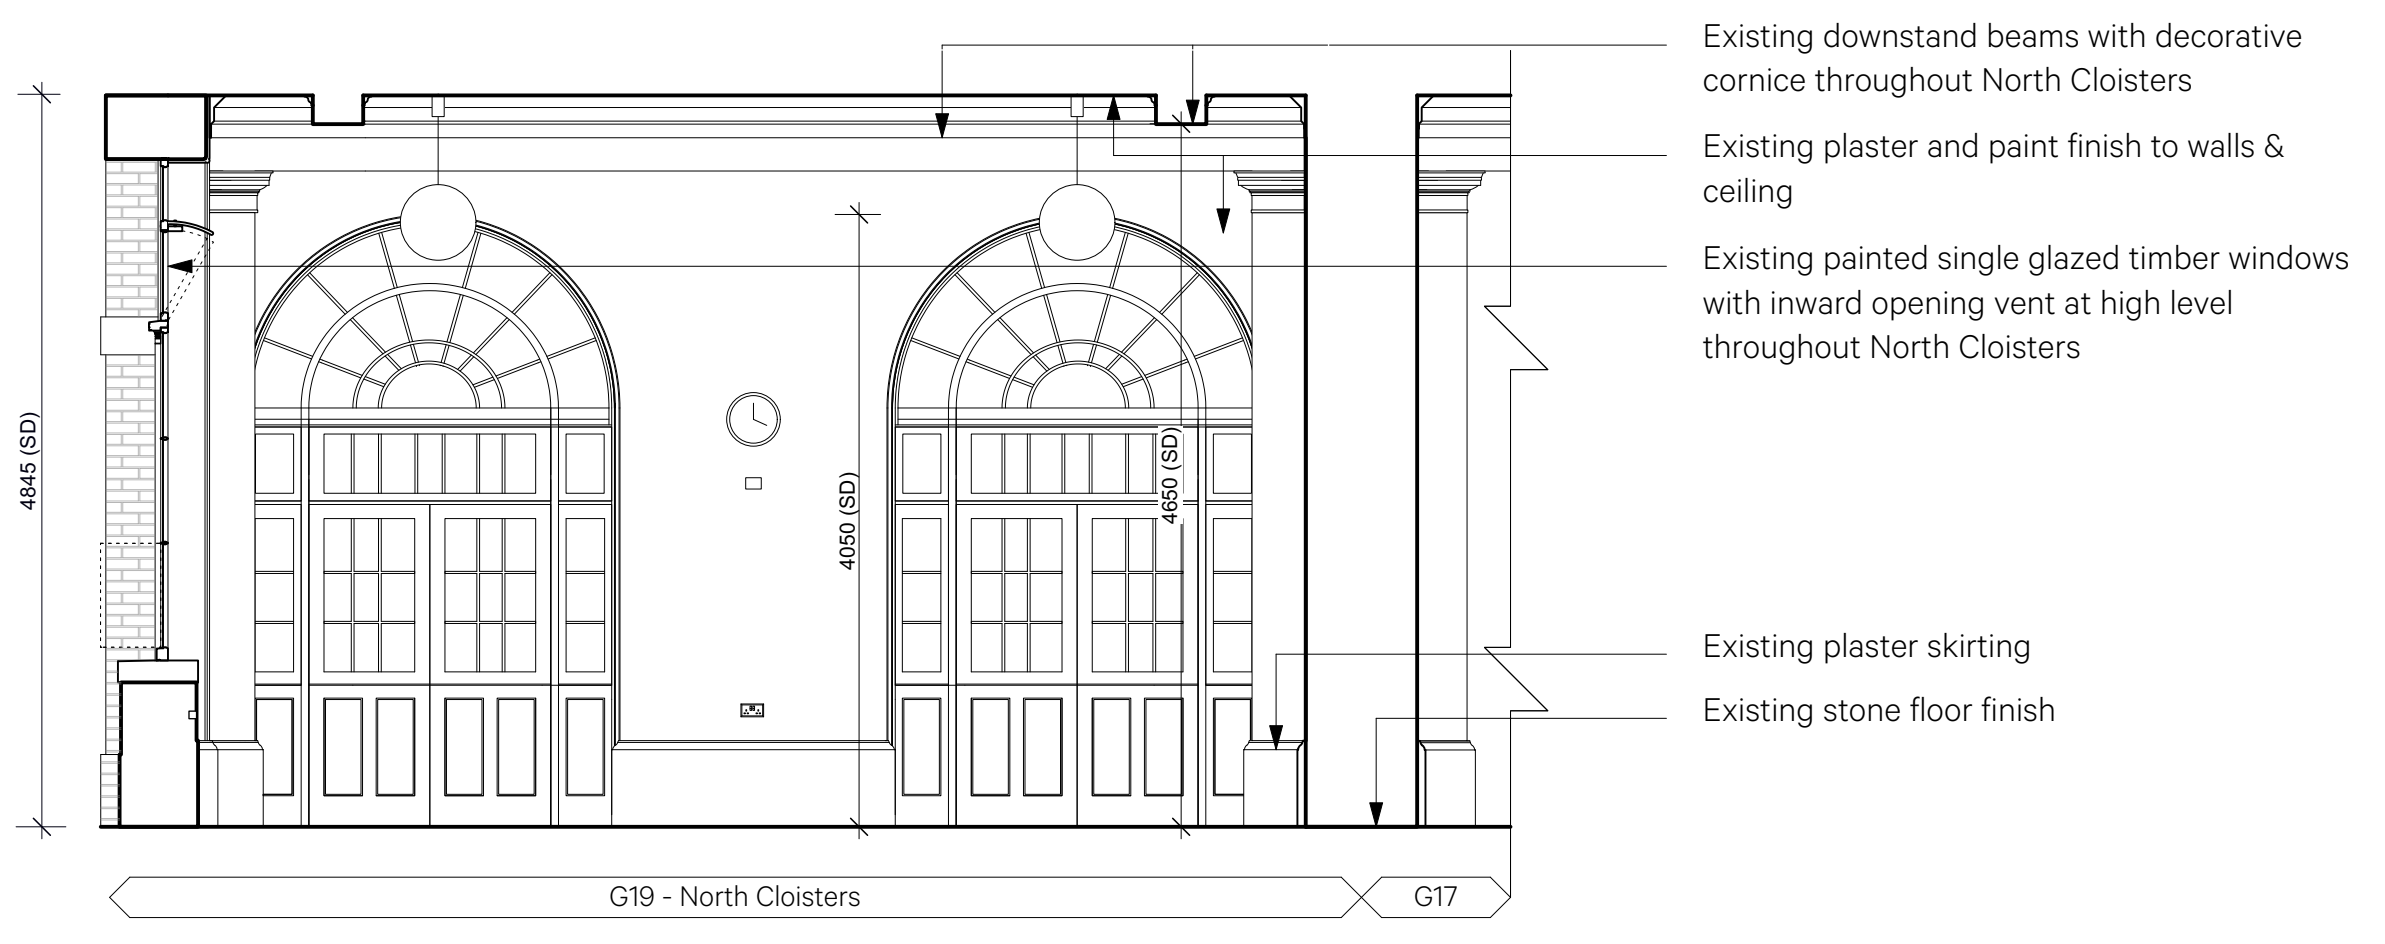 Existing downstand beams with decorative
cornice throughout North Cloisters
Existing plaster and paint finish to walls &
ceiling
Existing painted single glazed timber windows
with inward opening vent at high level
throughout North Cloisters
4845 (SD)
4050 (SD)
4650 (SD)
Existing plaster skirting
Existing stone floor finish
G19 - North Cloisters
G17